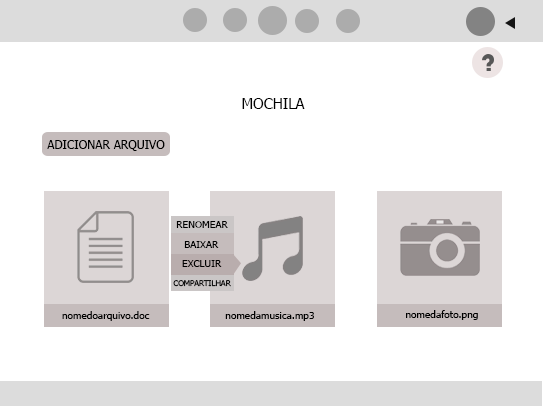 ?
MOCHILA
ADICIONAR ARQUIVO
RENOMEAR
BAIXAR
EXCLUIR
COMPARTILHAR
nomedoarquivo.doc
nomedamusica.mp3
nomedafoto.png